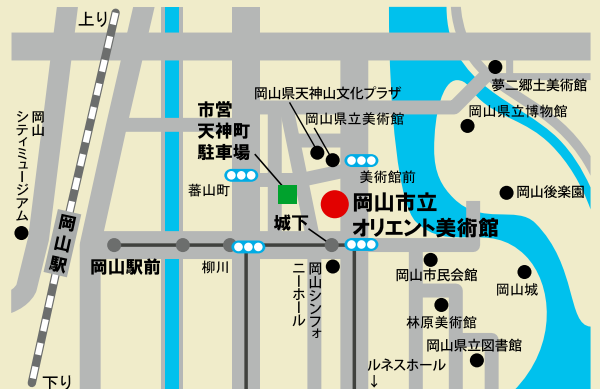 上り
夢二郷土美術館
岡山県天神山文化プラザ
市営
天神町
駐車場
岡山県立博物館
岡山県立美術館
岡山
シティミュージアム
美術館前
蕃山町
岡山後楽園
岡山市立
オリエント美術館
岡山駅
城下
岡山駅前
柳川
岡山シンフォ
ニーホール
岡山市民会館
岡山城
林原美術館
岡山県立図書館
ルネスホール
↓
下り